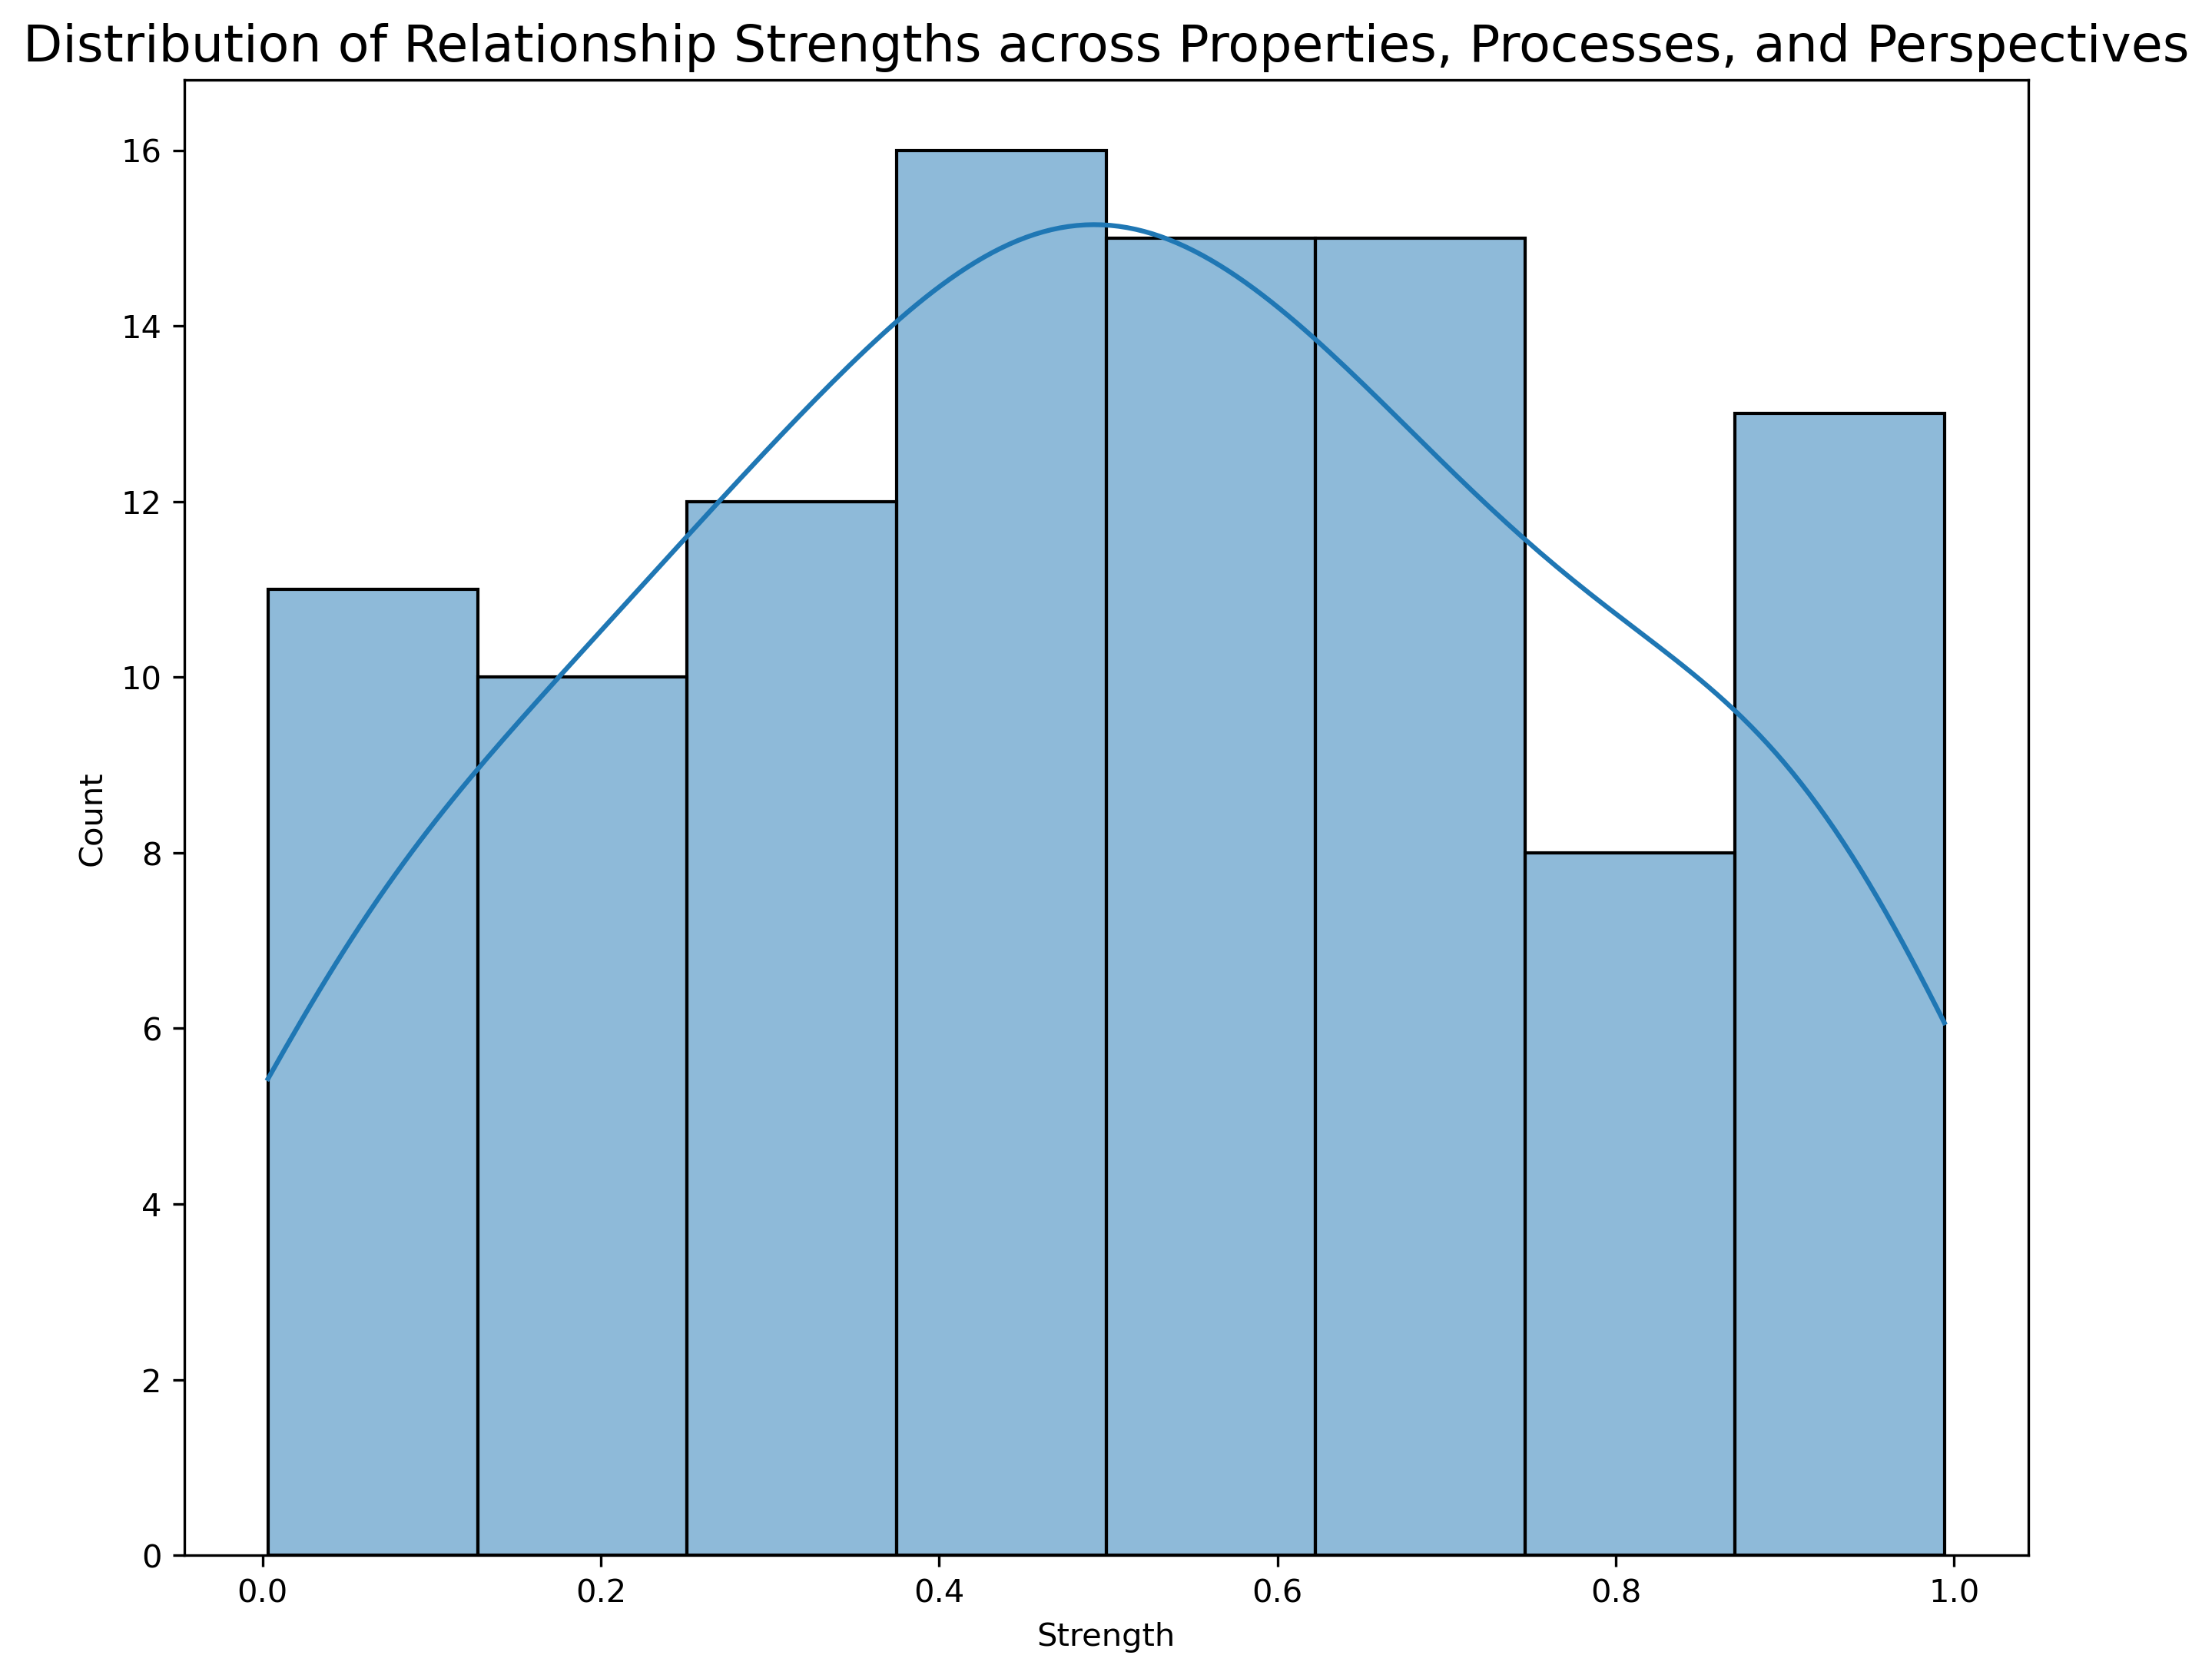 Distribution of Relationship Strengths across Properties, Processes, and Perspectives
16
14
12
10
8
6
4
2
0
Count
0.0 0.2 0.4 0.6 0.8 1.0
Strength